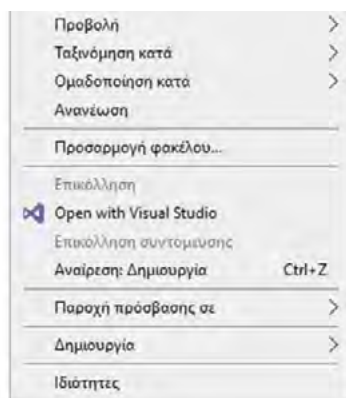 Προβολή
Ταξινόμηση κατά
Ομαδοποίηση κατά
Ανανέωση
Προσαρμογή φακέλου...
Επικόλληση
Open with Visual Studio
Επικόλληση συντόμευσης
Αναίρεση: Δημιουργία Ctrl+Z
Παροχή πρόσβασης σε
Δημιουργία
Ιδιότητες